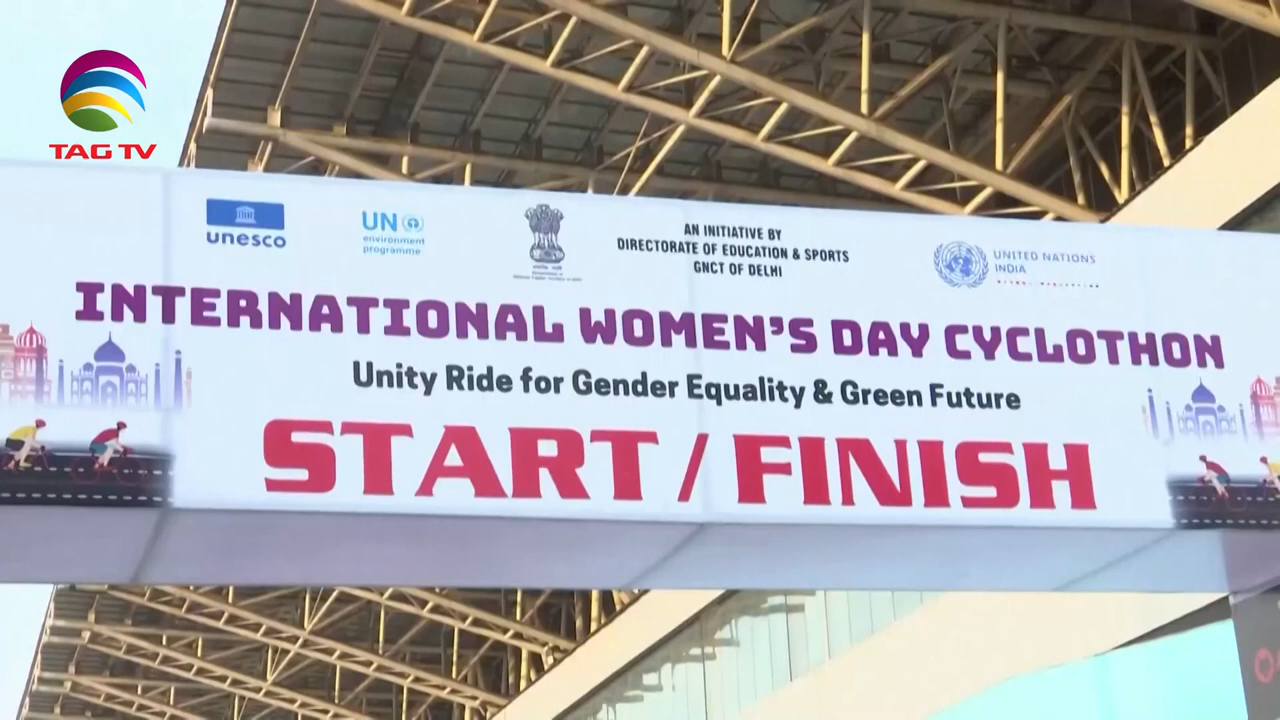 TAG TV
unesco
UN
environment
programme
AN INITIATIVE BY
DIRECTORATE OF EDUCATION & SPORTS
GNCT OF DELHI
UNITED NATIONS
INDIA
INTERNATIONAL WOMEN'S DAY CYCLOTHON
Unity Ride for Gender Equality & Green Future
START / FINISH